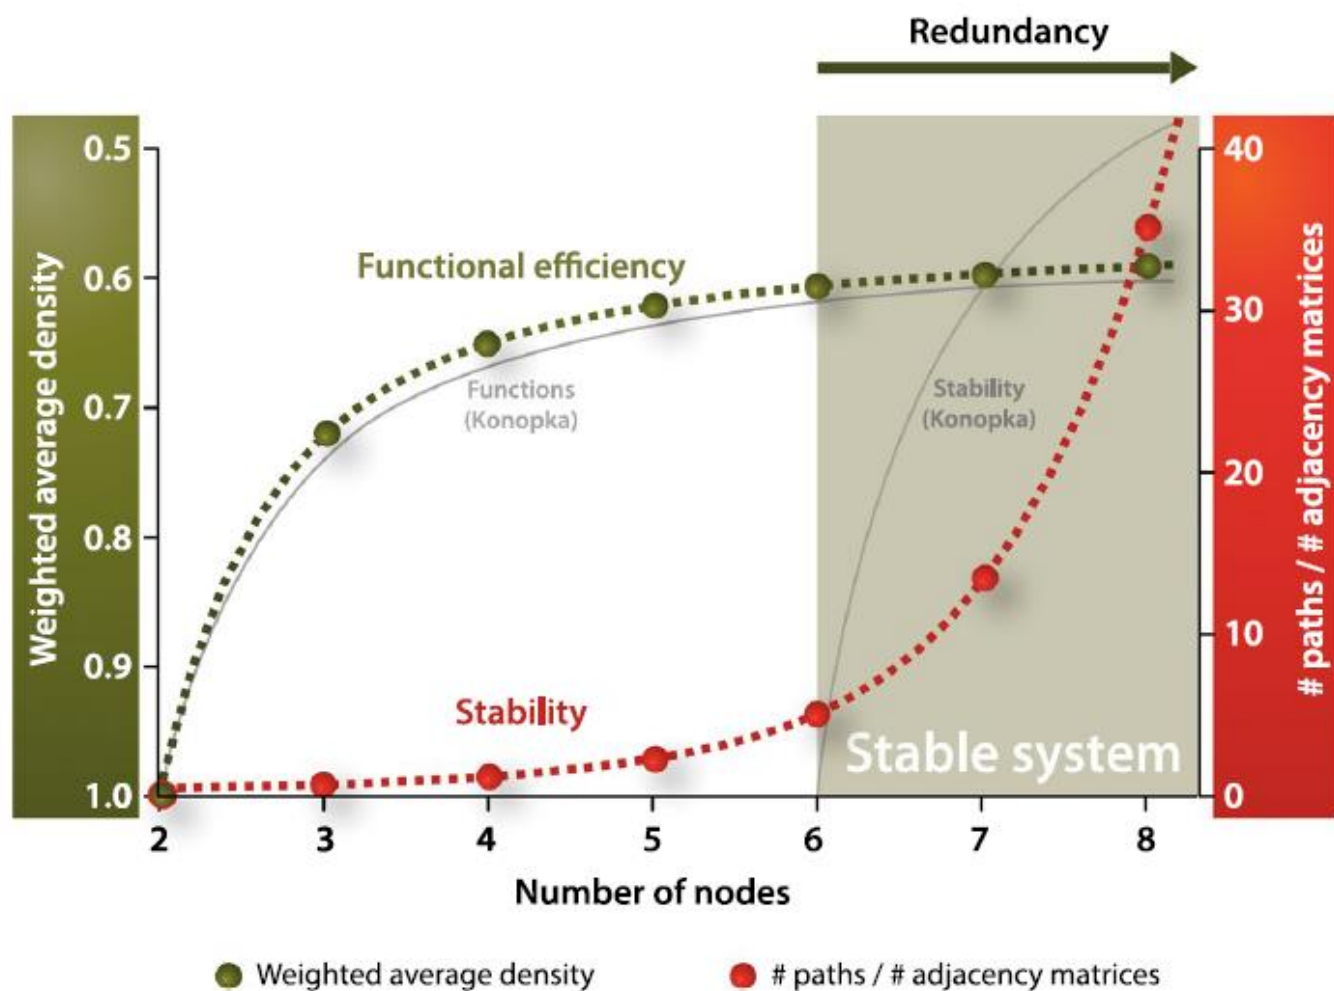 Redundancy
Weighted average density
0.5
0.6
0.7
0.8
0.9
1.0
Functional efficiency
Functions
(Konopka)
Stability
(Konopka)
Stability
Stable system
40
30
20
10
0
# paths / # adjacency matrices
2 3 4 5 6 7 8
Number of nodes
Weighted average density
# paths / # adjacency matrices